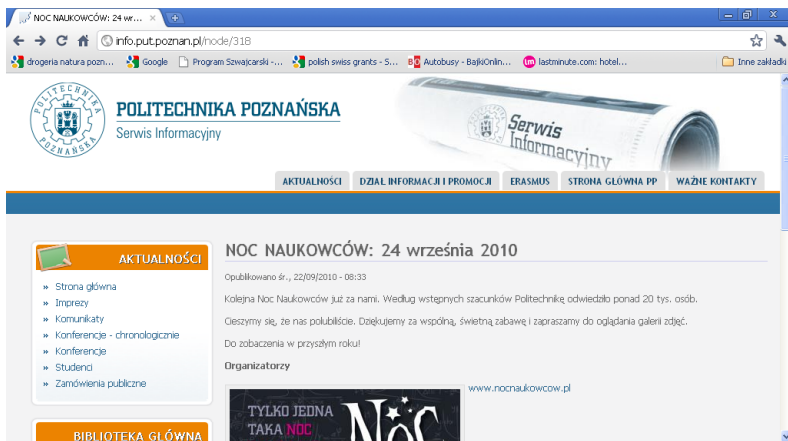 NOC NAUKOWCÓW: 24 wr...
info.put.poznan.pl/node/318
drogeria natura pozn... Google Program Szwajcarski -... polish swiss grants - S... BO Autobusy - BajkiOnlin... lm lastminute.com: hotel... Inne zakładki
POLITECHNIKA POZNAŃSKA
Serwis Informacyjny
POLITECHNIKA POZNAŃSKA
Serwis
Informacyjny
AKTUALNOŚCI DZIAŁ INFORMACJI I PROMOCJI ERASMUS STRONA GŁÓWNA PP WAŻNE KONTAKTY
AKTUALNOŚCI
» Strona główna
» Imprezy
» Komunikaty
» Konferencje - chronologicznie
» Konferencje
» Studenci
» Zamówienia publiczne
BIBLIOTEKA GŁÓWNA
NOC NAUKOWCÓW: 24 września 2010
Opublikowano śr., 22/09/2010 - 08:33
Kolejna Noc Naukowców już za nami. Według wstępnych szacunków Politechnikę odwiedziło ponad 20 tys. osób.
Cieszymy się, że nas polubiliście. Dziękujemy za wspólną, świetną zabawę i zapraszamy do oglądania galerii zdjęć.
Do zobaczenia w przyszłym roku!
Organizatorzy
www.nocnaukowcow.pl
TYLKO JEDNA
TAKA NOC
NOC